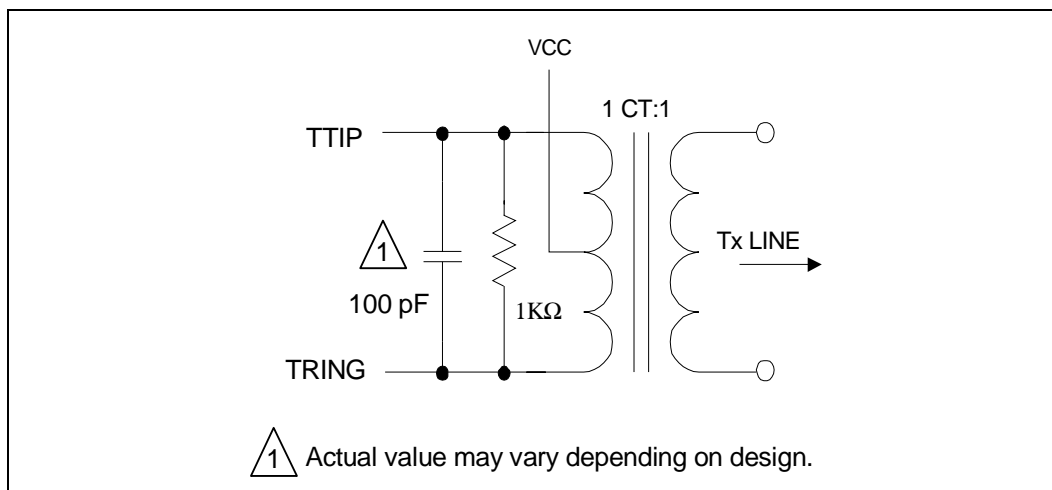 VCC
1 CT:1
TTIP
Tx LINE
1
100 pF
1KΩ
TRING
1 Actual value may vary depending on design.